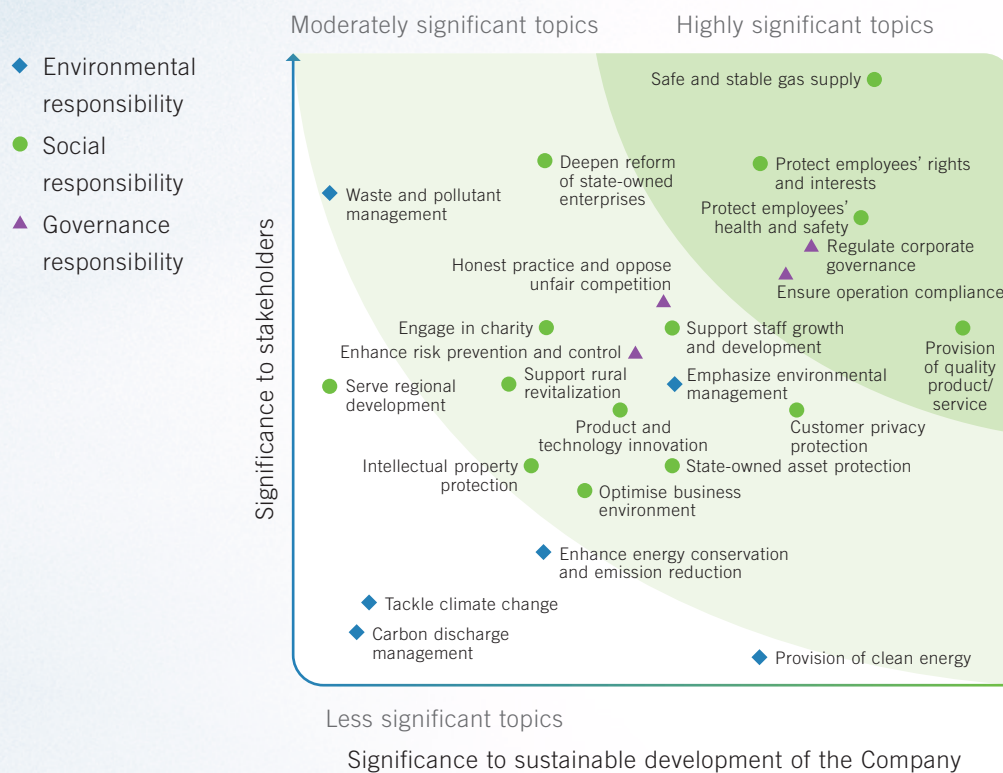 Moderately significant topics
Highly significant topics
Environmental
responsibility
Social
responsibility
Governance
responsibility
Significance to stakeholders
Safe and stable gas supply
Deepen reform
of state-owned
enterprises
Protect employees’ rights
and interests
Waste and pollutant
management
Protect employees’
health and safety
Regulate corporate
governance
Honest practice and oppose
unfair competition
Ensure operation compliance
Engage in charity
Support staff growth
and development
Provision
of quality
product/
service
Enhance risk prevention and control
Serve regional
development
Support rural
revitalization
Emphasize environmental
management
Product and
technology innovation
Customer privacy
protection
Intellectual property
protection
State-owned asset protection
Optimise business
environment
Enhance energy conservation
and emission reduction
Tackle climate change
Carbon discharge
management
Provision of clean energy
Less significant topics
Significance to sustainable development of the Company